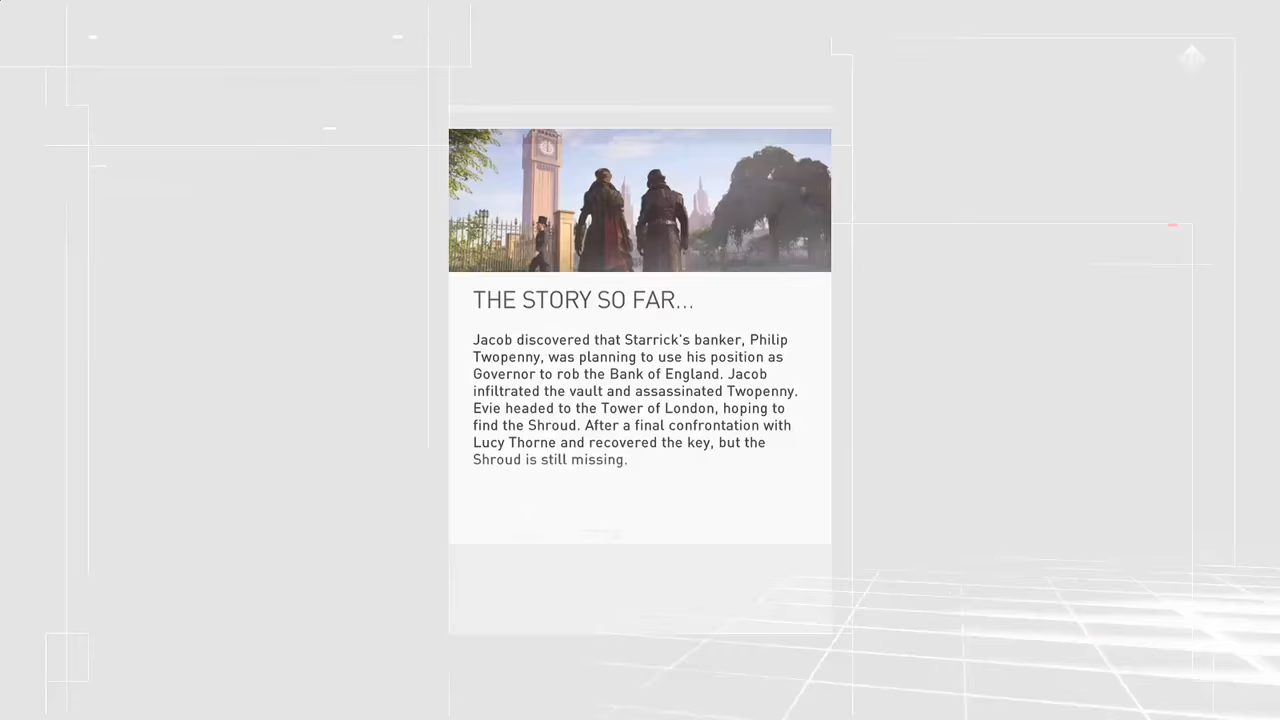 THE STORY SO FAR...
Jacob discovered that Starrick's banker, Philip
Twopenny, was planning to use his position as
Governor to rob the Bank of England. Jacob
infiltrated the vault and assassinated Twopenny.
Evie headed to the Tower of London, hoping to
find the Shroud. After a final confrontation with
Lucy Thorne and recovered the key, but the
Shroud is still missing.